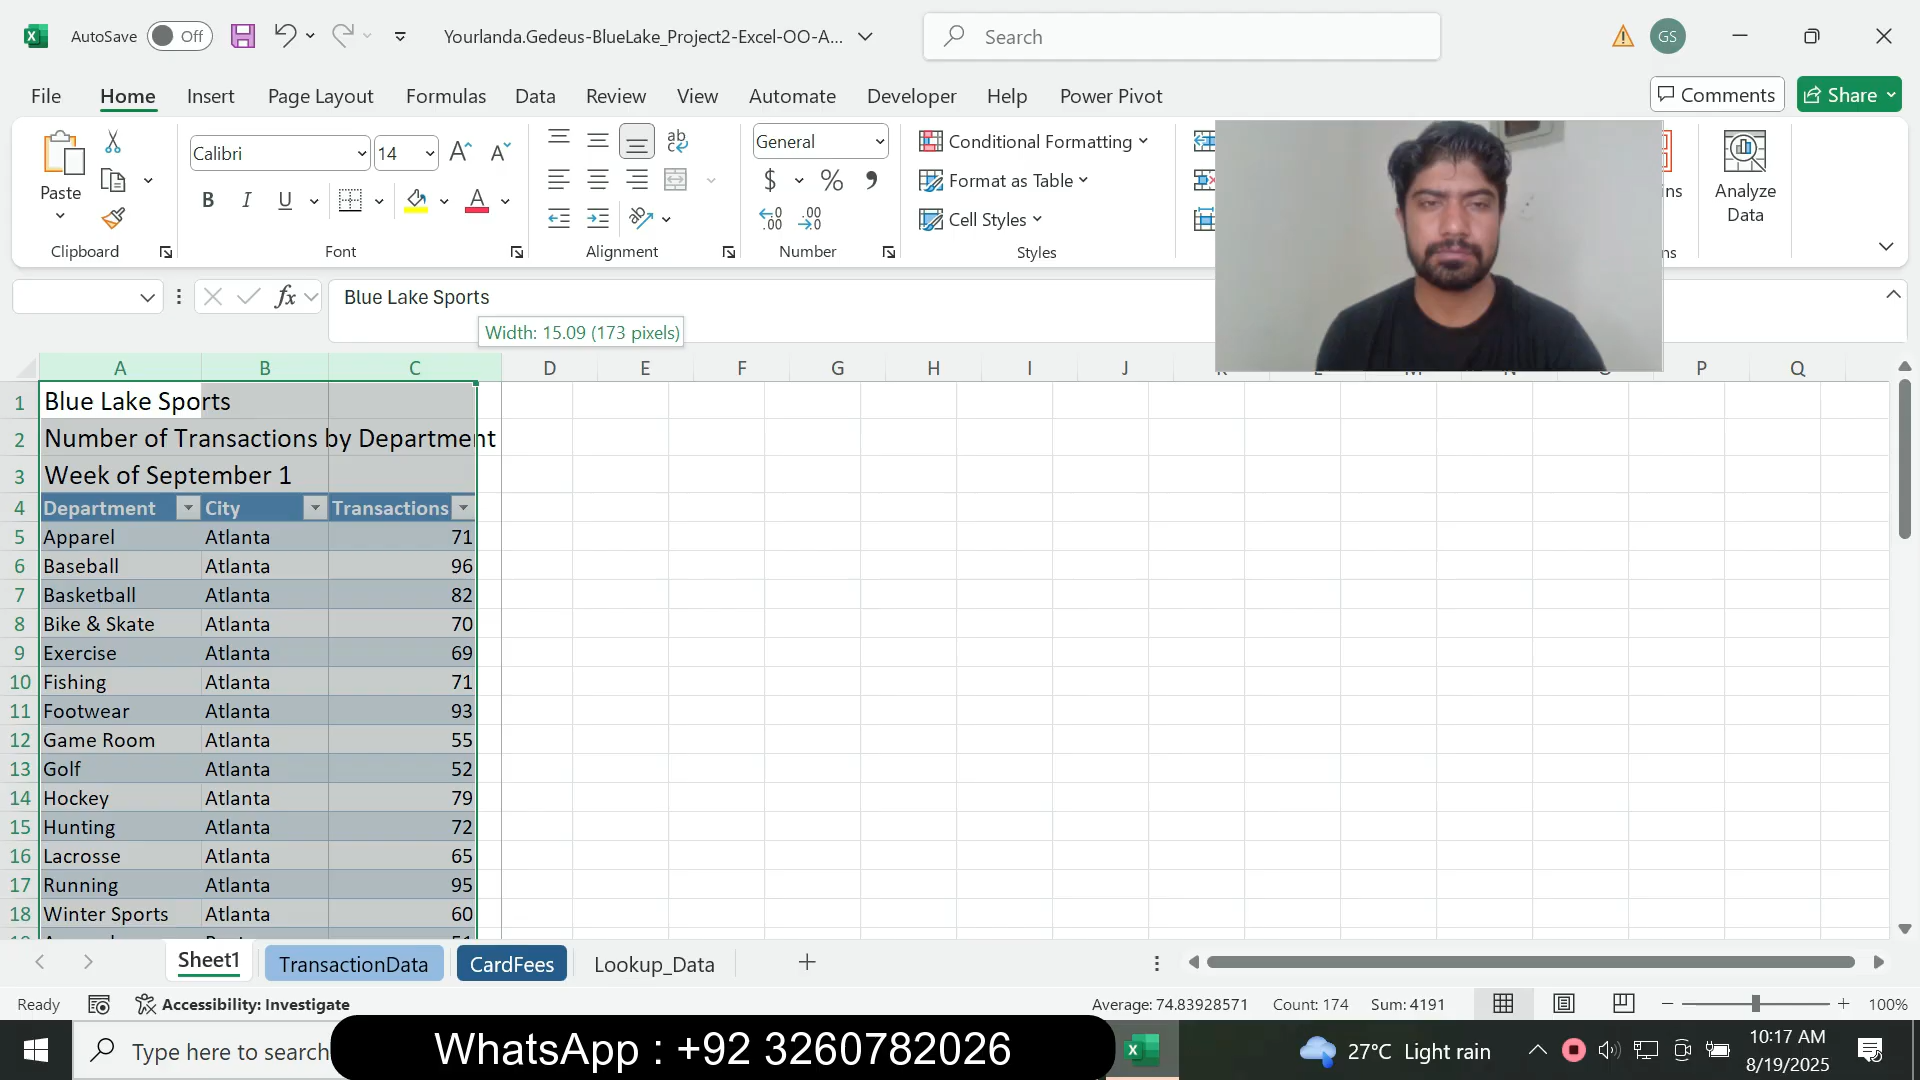 AutoSave Off Yourlanda.Gedeus-BlueLake_Project2-Excel-OO-A... Search GS
File Home Insert Page Layout Formulas Data Review View Automate Developer Help Power Pivot Comments Share
Paste Calibri 14 General Conditional Formatting
Format as Table
Cell Styles
Analyze Data
Clipboard Font Alignment Number Styles
Blue Lake Sports
Width: 15.09 (173 pixels)
A B C D E F G H I J P Q
1 Blue Lake Sports
2 Number of Transactions by Department
3 Week of September 1
4 Department City Transactions
5 Apparel Atlanta 71
6 Baseball Atlanta 96
7 Basketball Atlanta 82
8 Bike & Skate Atlanta 70
9 Exercise Atlanta 69
10 Fishing Atlanta 71
11 Footwear Atlanta 93
12 Game Room Atlanta 55
13 Golf Atlanta 52
14 Hockey Atlanta 79
15 Hunting Atlanta 72
16 Lacrosse Atlanta 65
17 Running Atlanta 95
18 Winter Sports Atlanta 60
Sheet1 TransactionData CardFees Lookup_Data
Ready Accessibility: Investigate Average: 74.83928571 Count: 174 Sum: 4191 100%
Type here to search WhatsApp : +92 3260782026 27°C Light rain 10:17 AM
8/19/2025